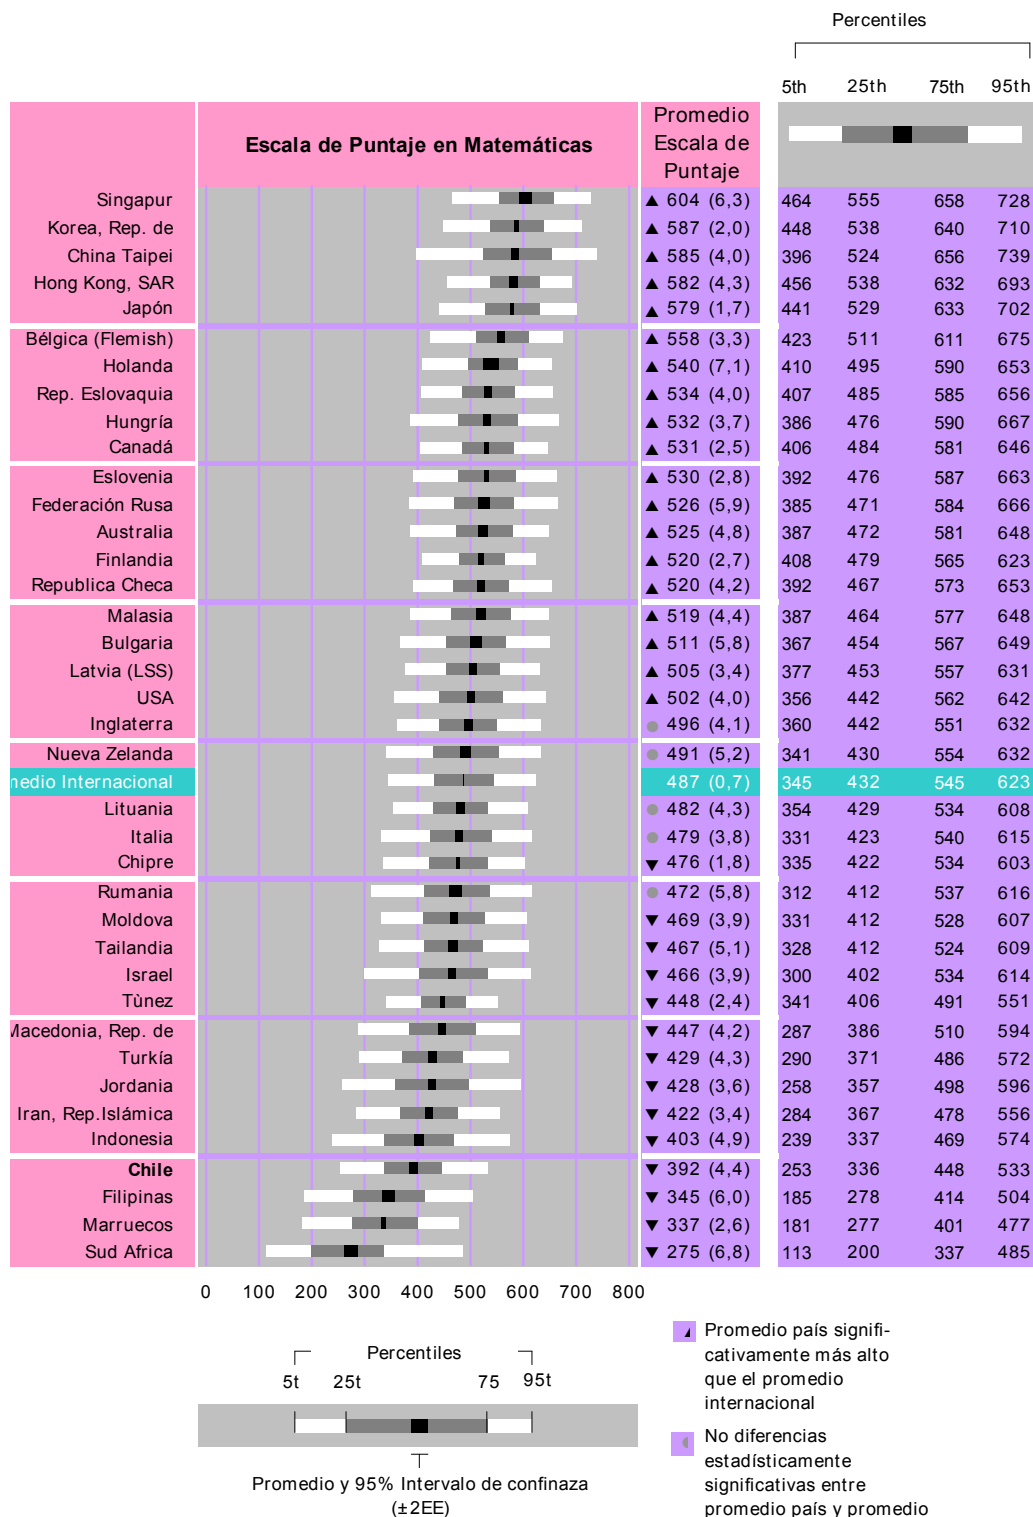 Percentiles
5th 25th 75th 95th
Escala de Puntaje en Matemáticas
Promedio
Escala de
Puntaje
Singapur ▲ 604 (6,3) 464 555 658 728
Korea, Rep. de ▲ 587 (2,0) 448 538 640 710
China Taipei ▲ 585 (4,0) 396 524 656 739
Hong Kong, SAR ▲ 582 (4,3) 456 538 632 693
Japón ▲ 579 (1,7) 441 529 633 702
Bélgica (Flemish) ▲ 558 (3,3) 423 511 611 675
Holanda ▲ 540 (7,1) 410 495 590 653
Rep. Eslovaquia ▲ 534 (4,0) 407 485 585 656
Hungría ▲ 532 (3,7) 386 476 590 667
Canadá ▲ 531 (2,5) 406 484 581 646
Eslovenia ▲ 530 (2,8) 392 476 587 663
Federación Rusa ▲ 526 (5,9) 385 471 584 666
Australia ▲ 525 (4,8) 387 472 581 648
Finlandia ▲ 520 (2,7) 408 479 565 623
Republica Checa ▲ 520 (4,2) 392 467 573 653
Malasia ▲ 519 (4,4) 387 464 577 648
Bulgaria ▲ 511 (5,8) 367 454 567 649
Latvia (LSS) ▲ 505 (3,4) 377 453 557 631
USA ▲ 502 (4,0) 356 442 562 642
Inglaterra ● 496 (4,1) 360 442 551 632
Nueva Zelanda ● 491 (5,2) 341 430 554 632
medio Internacional 487 (0,7) 345 432 545 623
Lituania ● 482 (4,3) 354 429 534 608
Italia ● 479 (3,8) 331 423 540 615
Chipre ▼ 476 (1,8) 335 422 534 603
Rumania ● 472 (5,8) 312 412 537 616
Moldova ▼ 469 (3,9) 331 412 528 607
Tailandia ▼ 467 (5,1) 328 412 524 609
Israel ▼ 466 (3,9) 300 402 534 614
Tùnez ▼ 448 (2,4) 341 406 491 551
Macedonia, Rep. de ▼ 447 (4,2) 287 386 510 594
Turkía ▼ 429 (4,3) 290 371 486 572
Jordania ▼ 428 (3,6) 258 357 498 596
Iran, Rep.Islámica ▼ 422 (3,4) 284 367 478 556
Indonesia ▼ 403 (4,9) 239 337 469 574
Chile ▼ 392 (4,4) 253 336 448 533
Filipinas ▼ 345 (6,0) 185 278 414 504
Marruecos ▼ 337 (2,6) 181 277 401 477
Sud Africa ▼ 275 (6,8) 113 200 337 485
0 100 200 300 400 500 600 700 800
Percentiles
5t 25t 75 95t
Promedio y 95% Intervalo de confinaza
(±2EE)
Promedio país signifi-
cativamente más alto
que el promedio
internacional
No diferencias
estadísticamente
significativas entre
promedio país y promedio